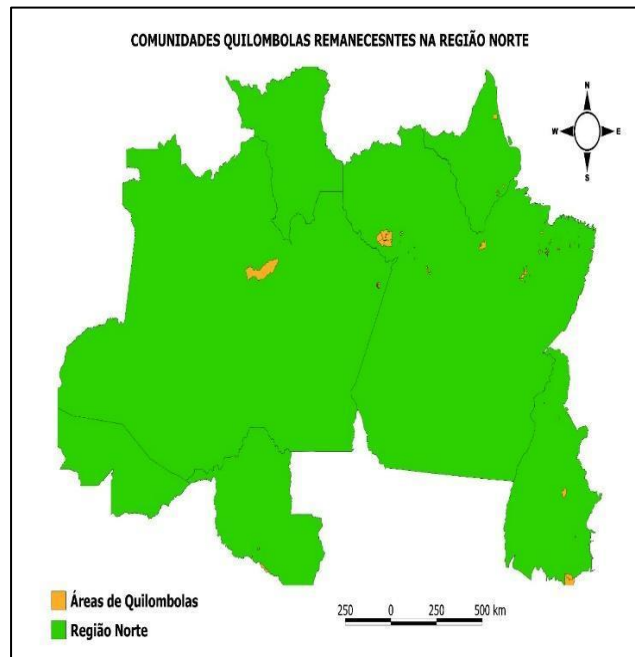 COMUNIDADES QUILOMBOLAS REMANECESNTES NA REGIÃO NORTE
N
W E
S
Áreas de Quilombolas
Região Norte
250 0 250 500 km